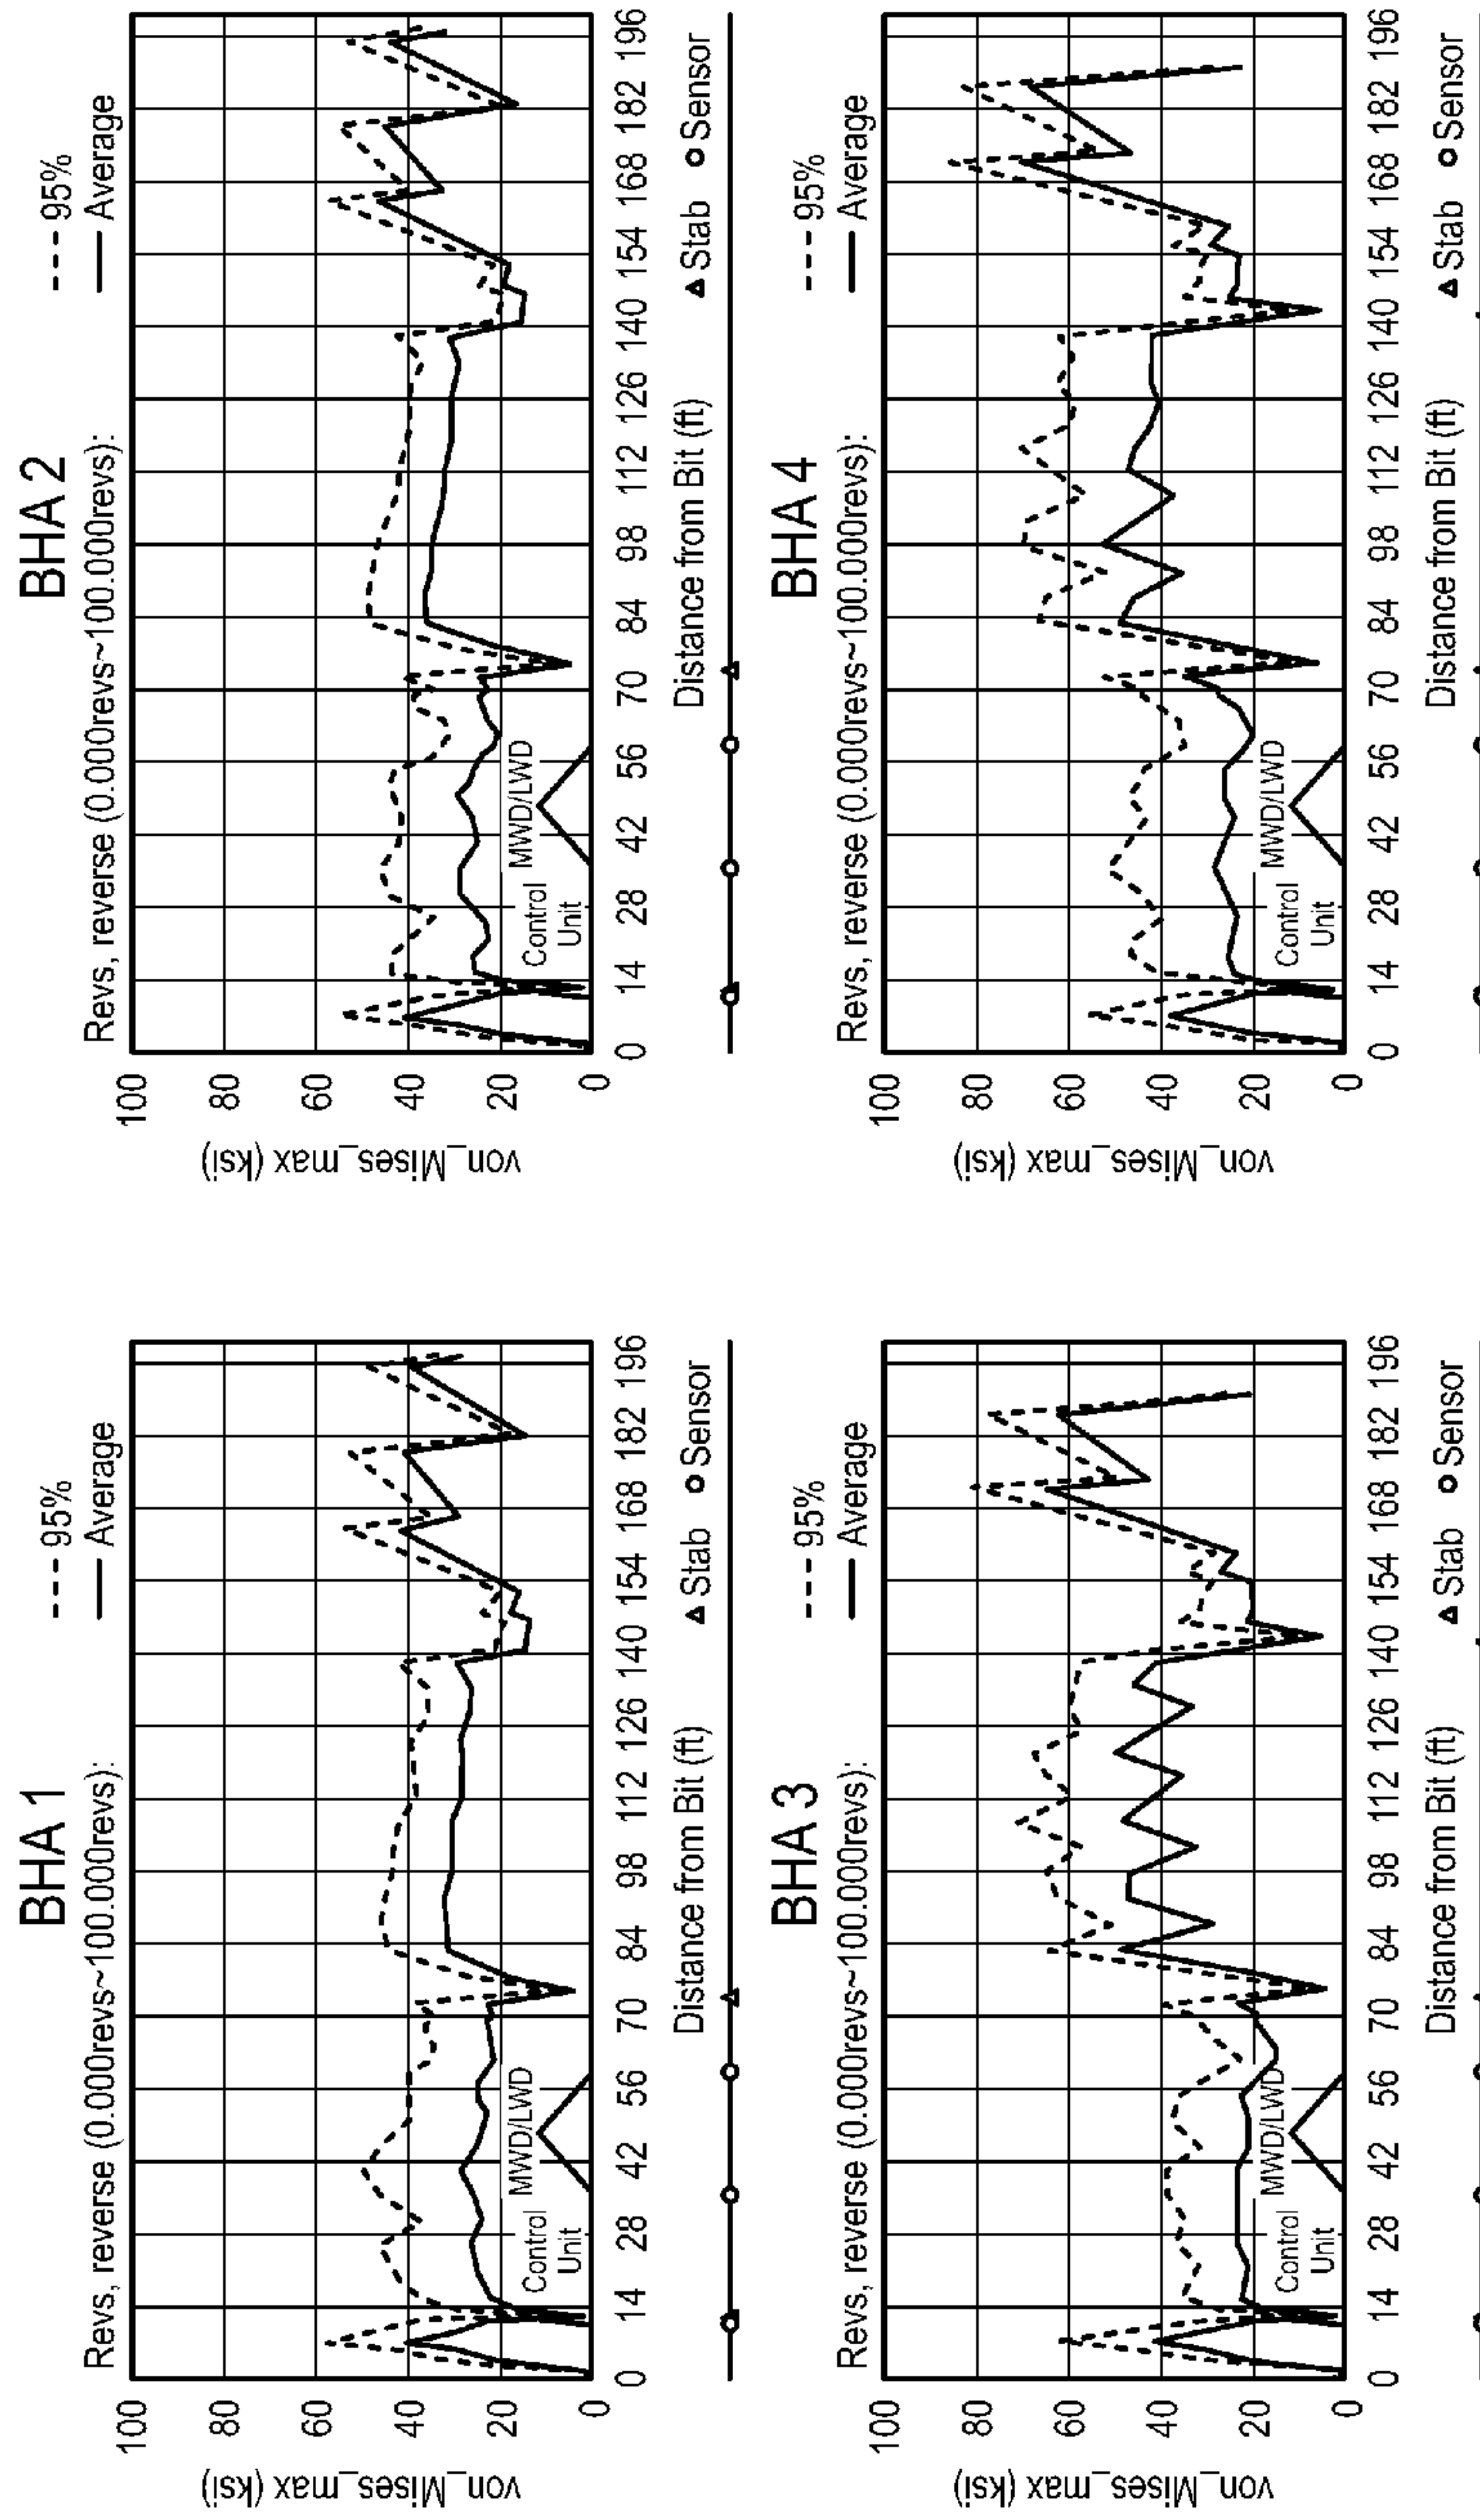 BHA 1
Revs, reverse (0.000revs~100.000revs):
--- 95%
— Average
von_Mises_max (ksi)
100
80
60
40
20
0
Control
Unit
MWD/LWD
0 14 28 42 56 70 84 98 112 126 140 154 168 182 196
Distance from Bit (ft)
Stab
Sensor
BHA 2
Revs, reverse (0.000revs~100.000revs):
--- 95%
— Average
von_Mises_max (ksi)
100
80
60
40
20
0
Control
Unit
MWD/LWD
0 14 28 42 56 70 84 98 112 126 140 154 168 182 196
Distance from Bit (ft)
Stab
Sensor
BHA 3
Revs, reverse (0.000revs~100.000revs):
--- 95%
— Average
von_Mises_max (ksi)
100
80
60
40
20
0
Control
Unit
MWD/LWD
0 14 28 42 56 70 84 98 112 126 140 154 168 182 196
Distance from Bit (ft)
Stab
Sensor
BHA 4
Revs, reverse (0.000revs~100.000revs):
--- 95%
— Average
von_Mises_max (ksi)
100
80
60
40
20
0
Control
Unit
MWD/LWD
0 14 28 42 56 70 84 98 112 126 140 154 168 182 196
Distance from Bit (ft)
Stab
Sensor